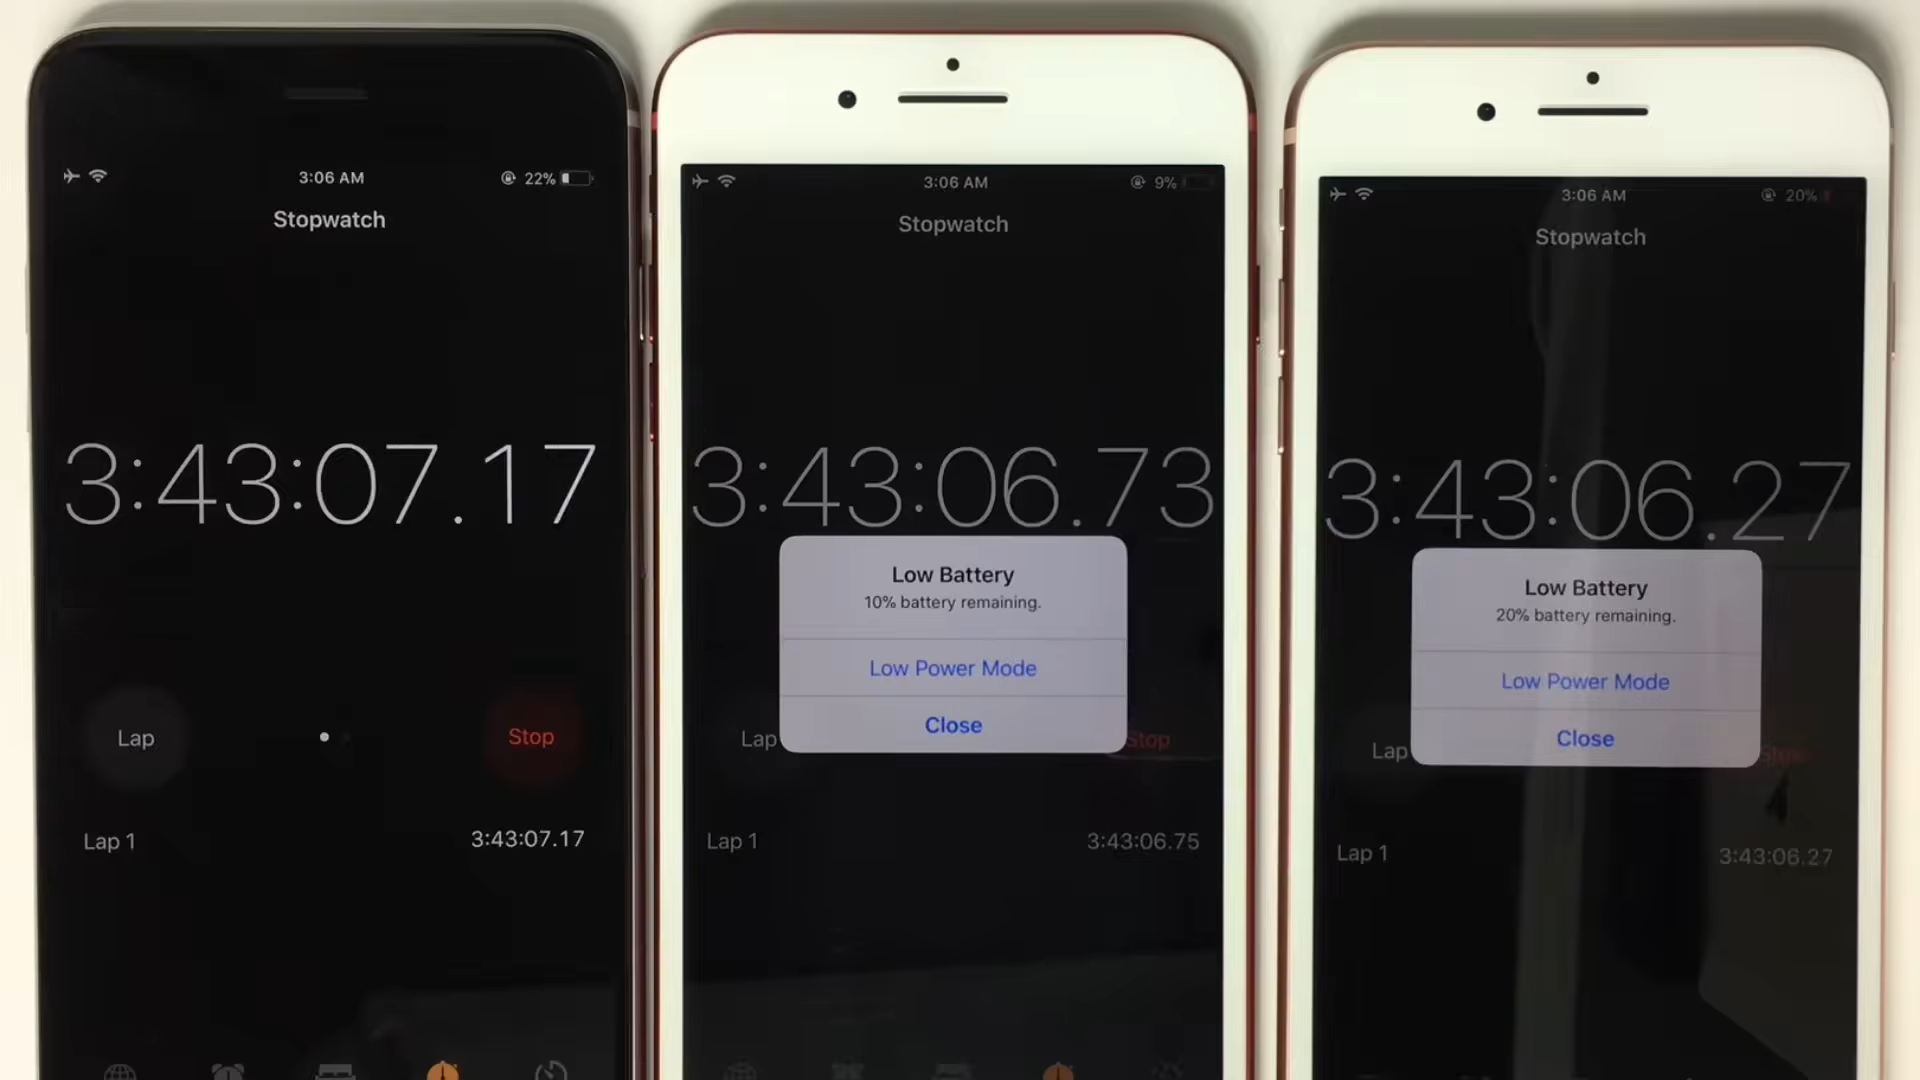 3:06 AM
22%
Stopwatch
3:43:07.17
Lap
Stop
Lap 1
3:43:07.17
3:06 AM
9%
Stopwatch
3:43:06.73
Low Battery
10% battery remaining.
Low Power Mode
Close
Lap
Stop
Lap 1
3:43:06.75
3:06 AM
20%
Stopwatch
3:43:06.27
Low Battery
20% battery remaining.
Low Power Mode
Close
Lap
Stop
Lap 1
3:43:06.27